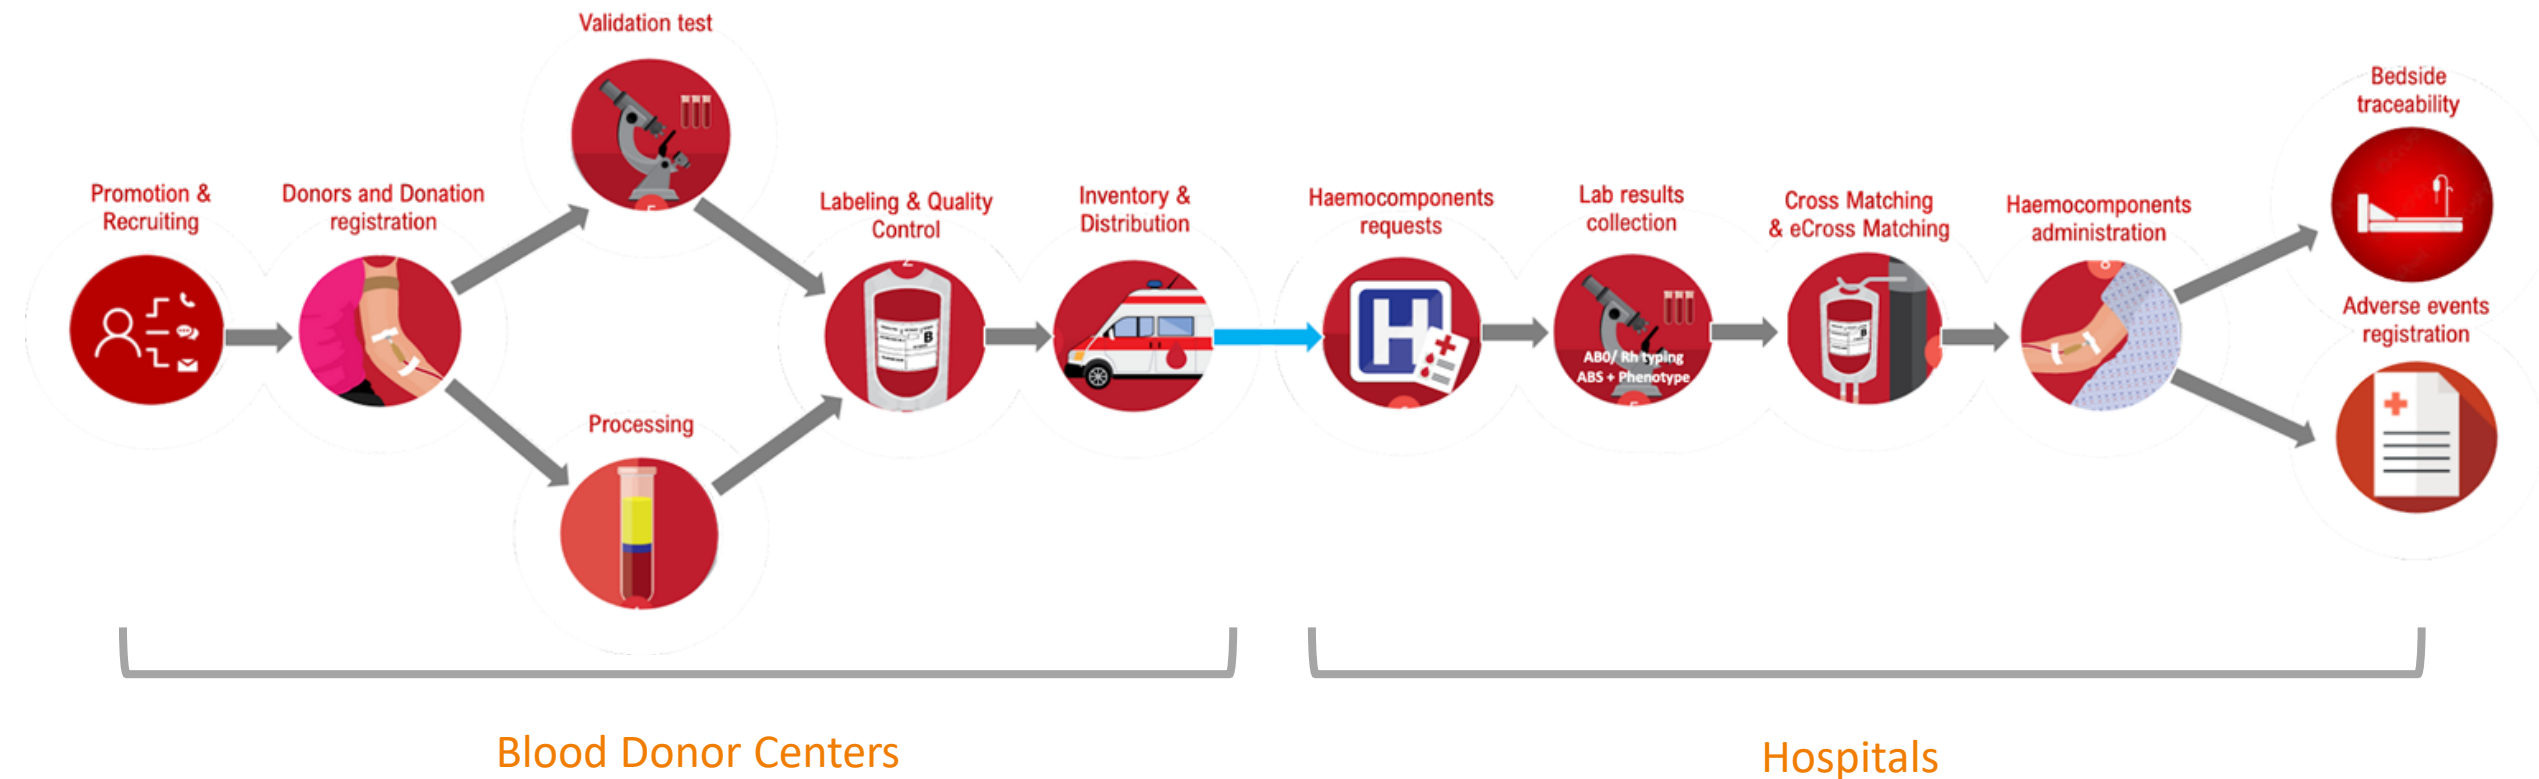 Validation test
Promotion &
Recruiting
Donors and Donation
registration
Processing
Labeling & Quality
Control
B
Inventory &
Distribution
Haemocomponents
requests
H
Lab results
collection
AB0/ Rh typing
ABS + Phenotype
Cross Matching
& eCross Matching
B
Haemocomponents
administration
Bedside
traceability
Adverse events
registration
Blood Donor Centers
Hospitals